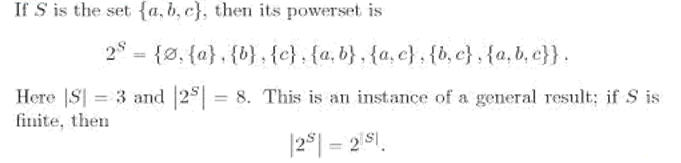 If S is the set {a, b, c}, then its powerset is
2^S = {∅, {a}, {b}, {c}, {a, b}, {a, c}, {b, c}, {a, b, c}}.
Here |S| = 3 and |2^S| = 8. This is an instance of a general result; if S is
finite, then
|2^S| = 2^|S|.